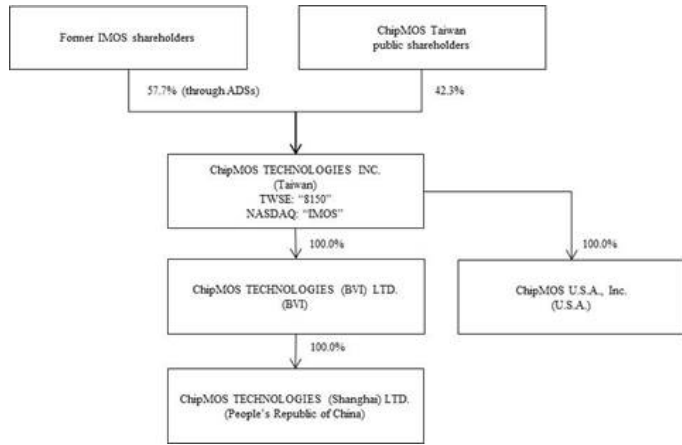 Former IMOS shareholders
ChipMOS Taiwan
public shareholders
57.7% (through ADSs)
42.3%
ChipMOS TECHNOLOGIES INC.
(Taiwan)
TWSE: “8150”
NASDAQ: “IMOS”
100.0%
100.0%
ChipMOS TECHNOLOGIES (BVI) LTD.
(BVI)
ChipMOS U.S.A., Inc.
(U.S.A.)
100.0%
ChipMOS TECHNOLOGIES (Shanghai) LTD.
(People’s Republic of China)